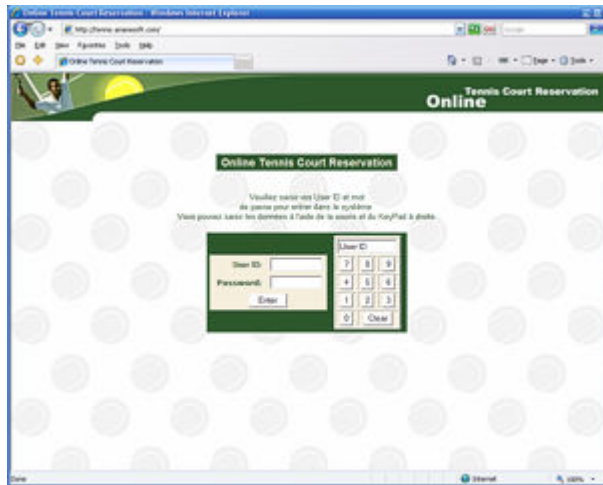 Online Tennis Court Reservation - Windows Internet Explorer
Online Tennis Court Reservation
Tennis Court Reservation
Online
Online Tennis Court Reservation
Veuillez saisir vos User ID et mot
de passe pour entrer dans le système
Vous pouvez saisir les données à l'aide de la souris et du KeyPad à droite.
User ID
User ID:
7 8 9
Password:
4 5 6
Enter
1 2 3
0 Clear
Done
Internet
100%